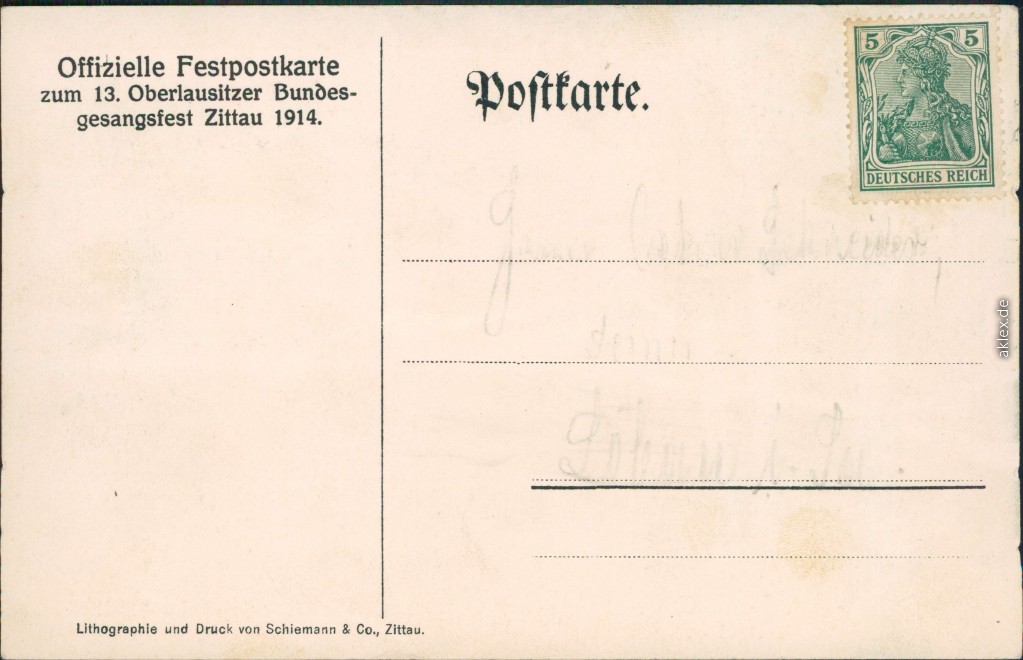 Offizielle Festpostkarte
zum 13. Oberlausitzer Bundes-
gesangsfest Zittau 1914.
Postkarte.
5 5
DEUTSCHES REICH
aklex.de
Lithographie und Druck von Schiemann & Co., Zittau.